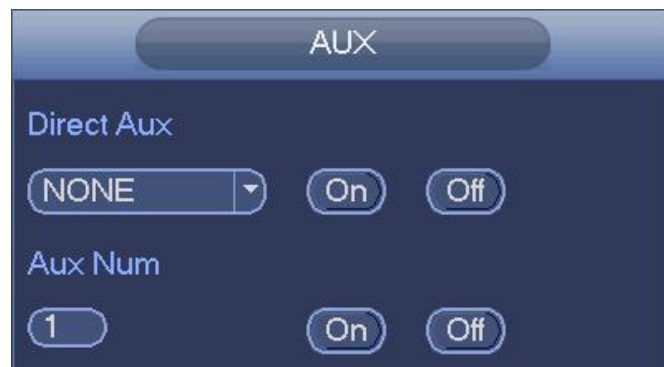 AUX
Direct Aux
NONE On Off
Aux Num
1 On Off